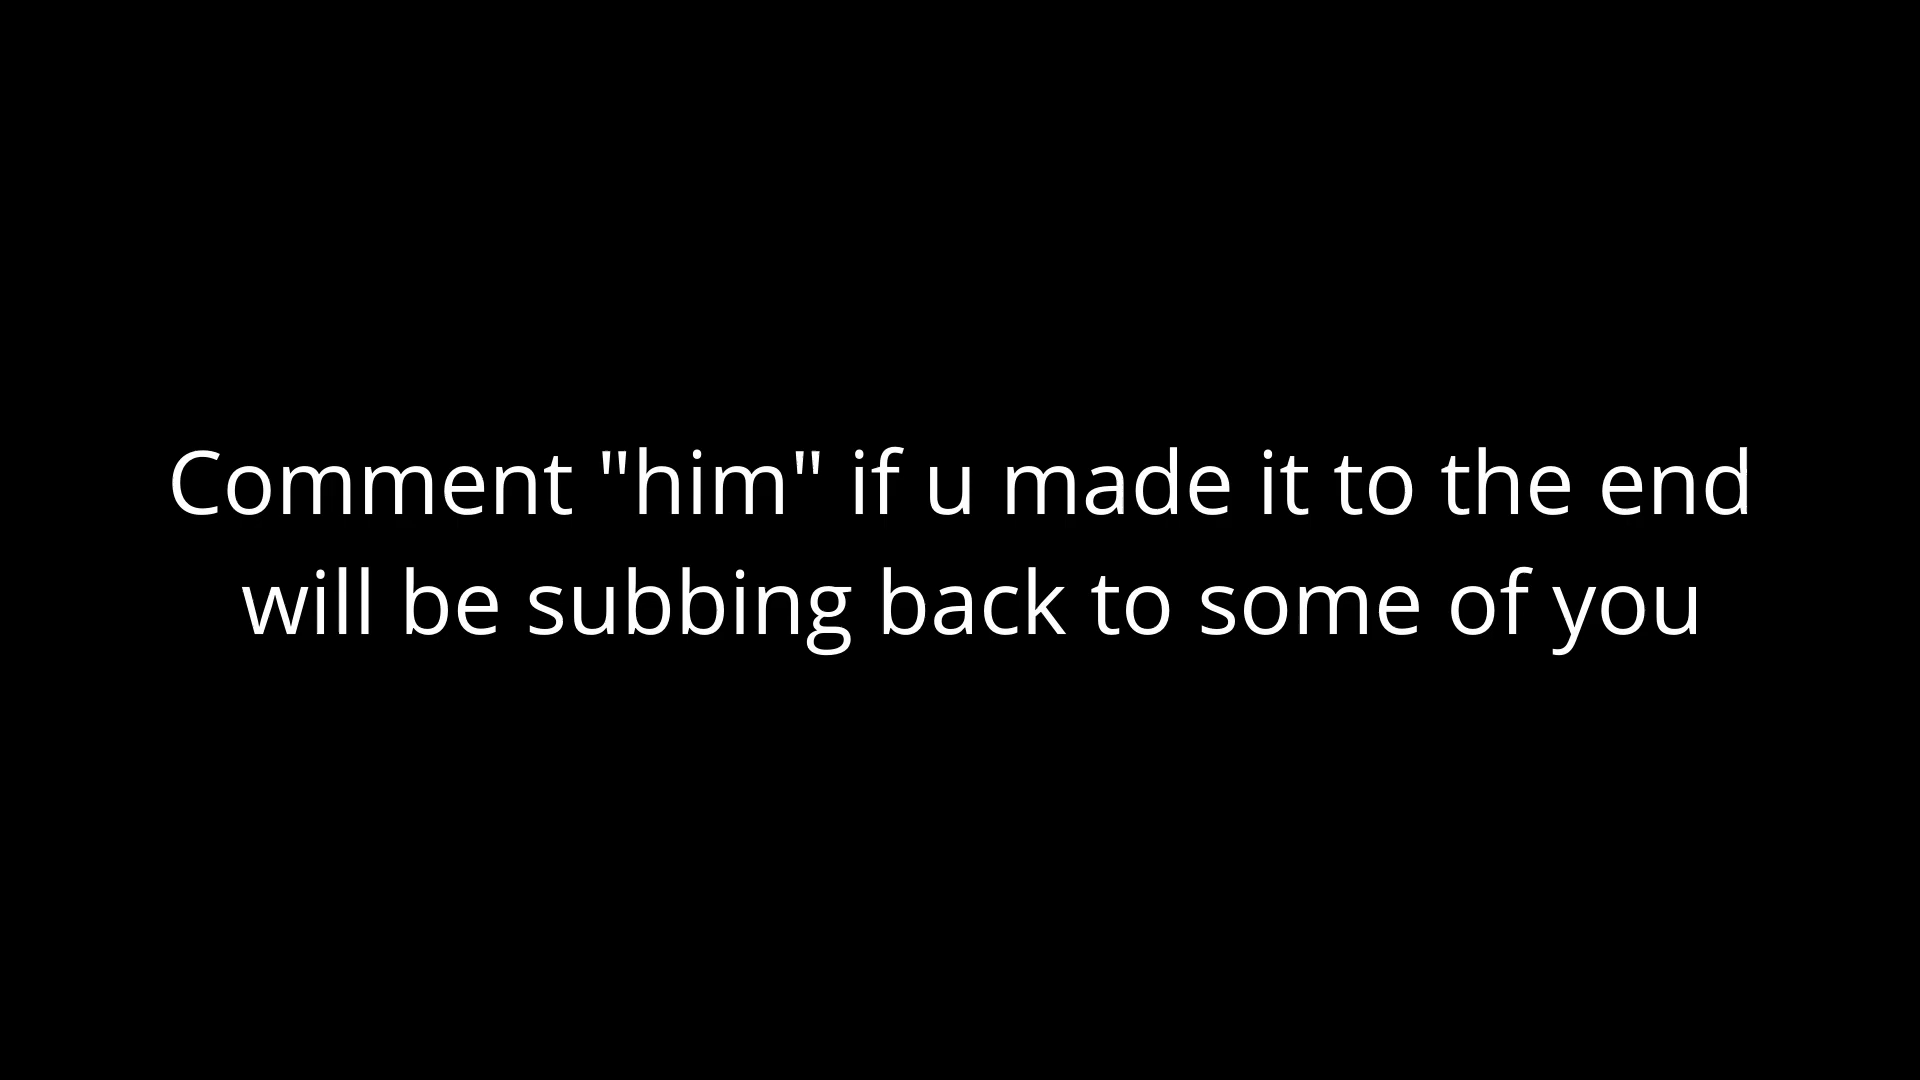 Comment "him" if u made it to the end
will be subbing back to some of you